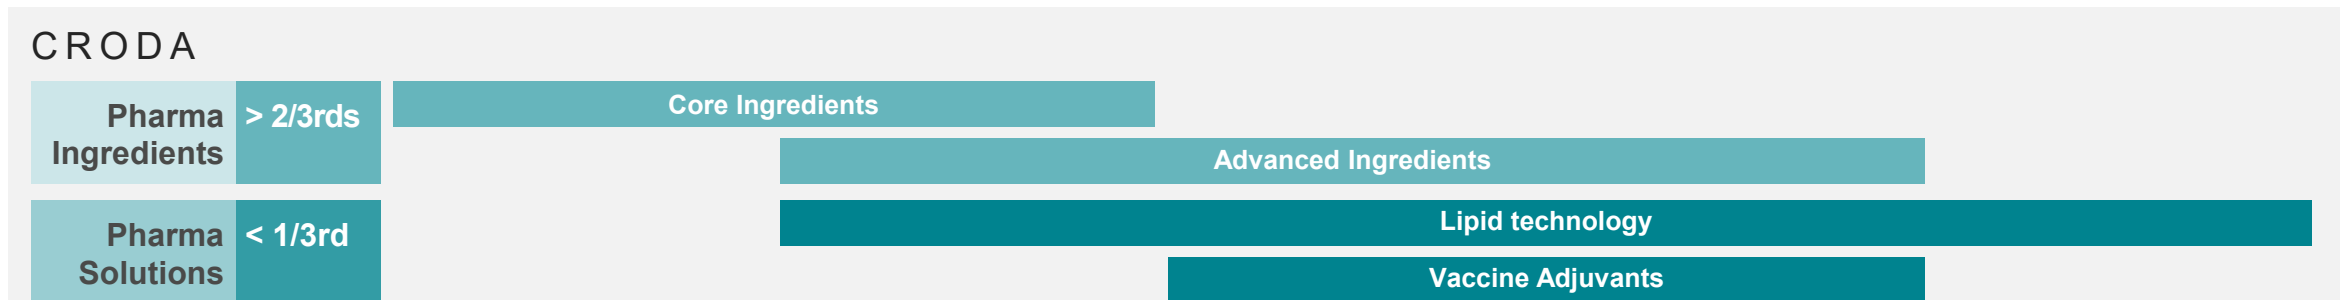 CRODA
Pharma
Ingredients
> 2/3rds
Core Ingredients
Advanced Ingredients
Pharma
Solutions
< 1/3rd
Lipid technology
Vaccine Adjuvants